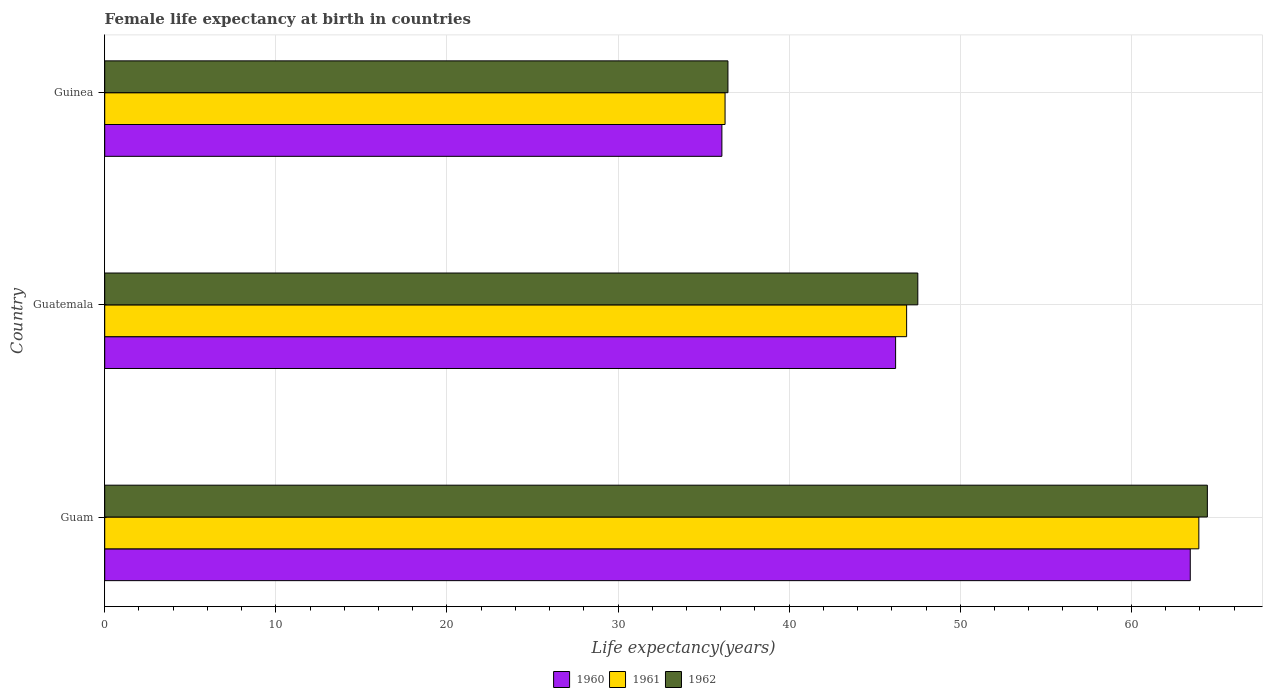 Female life expectancy at birth in countries
Guinea
Guatemala
Guam
Country
0 10 20 30 40 50 60
Life expectancy(years)
1960 1961 1962